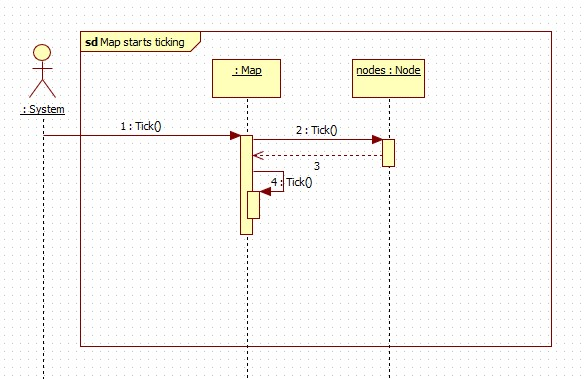 sd Map starts ticking
: Map
nodes : Node
: System
1 : Tick()
2 : Tick()
3
4 : Tick()